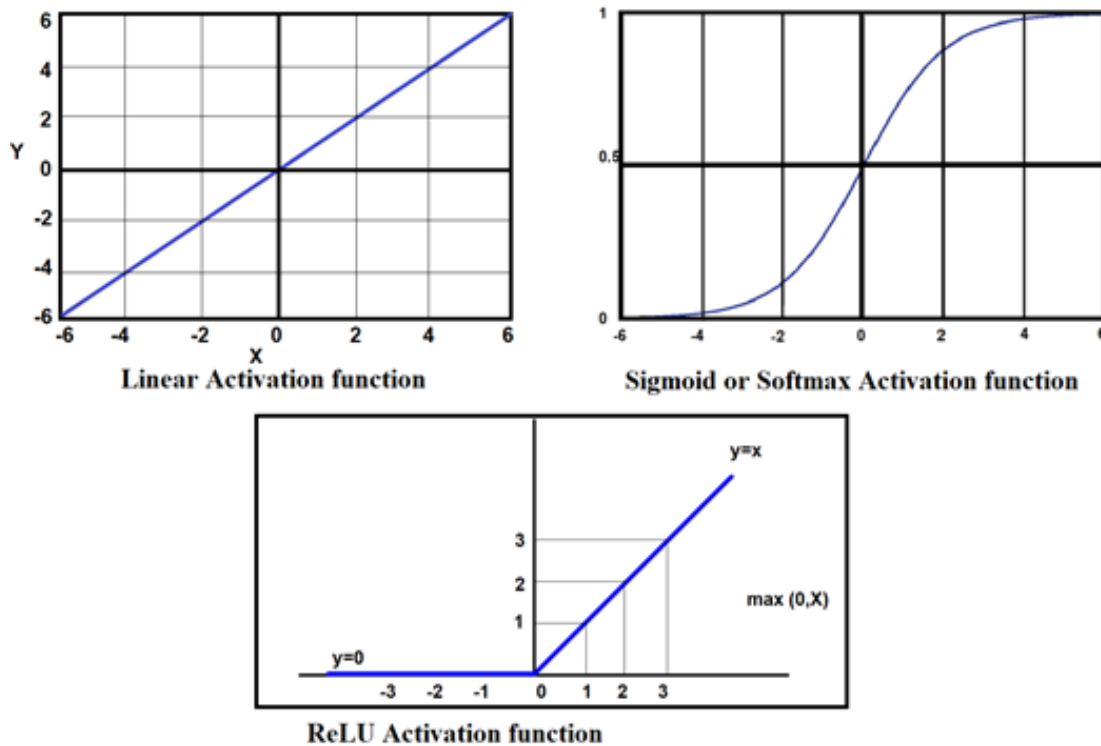 6
4
2
Y
0
-2
-4
-6
-6 -4 -2 0 2 4 6
X
Linear Activation function
1
0.5
0
-6 -4 -2 0 2 4 6
Sigmoid or Softmax Activation function
y=x
3
2
max (0,X)
1
y=0
-3 -2 -1 0 1 2 3
ReLU Activation function